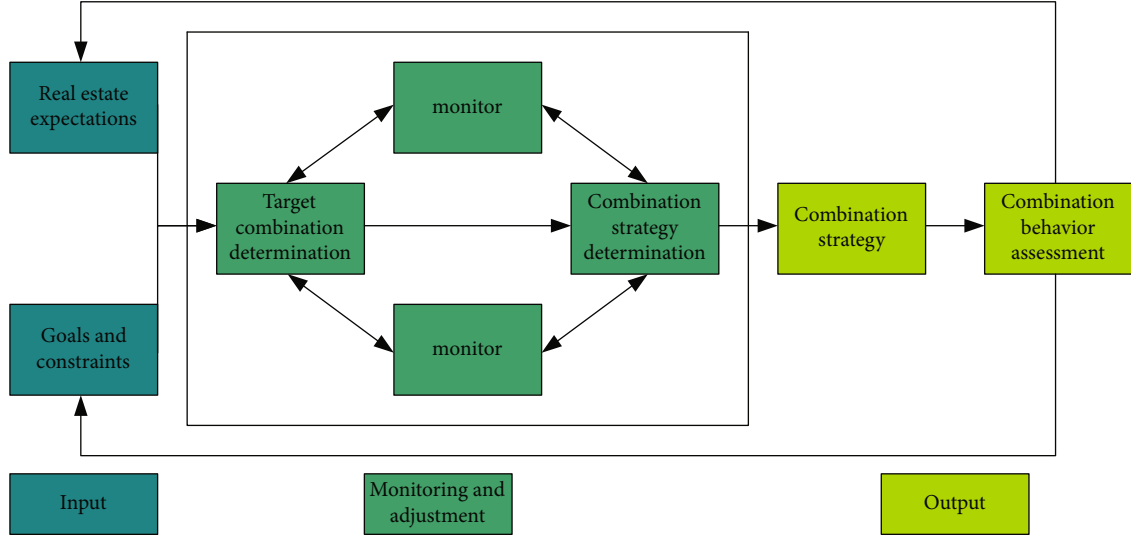 Real estate
expectations
monitor
Target
combination
determination
Combination
strategy
determination
Combination
strategy
Combination
behavior
assessment
Goals and
constraints
monitor
Input
Monitoring and
adjustment
Output